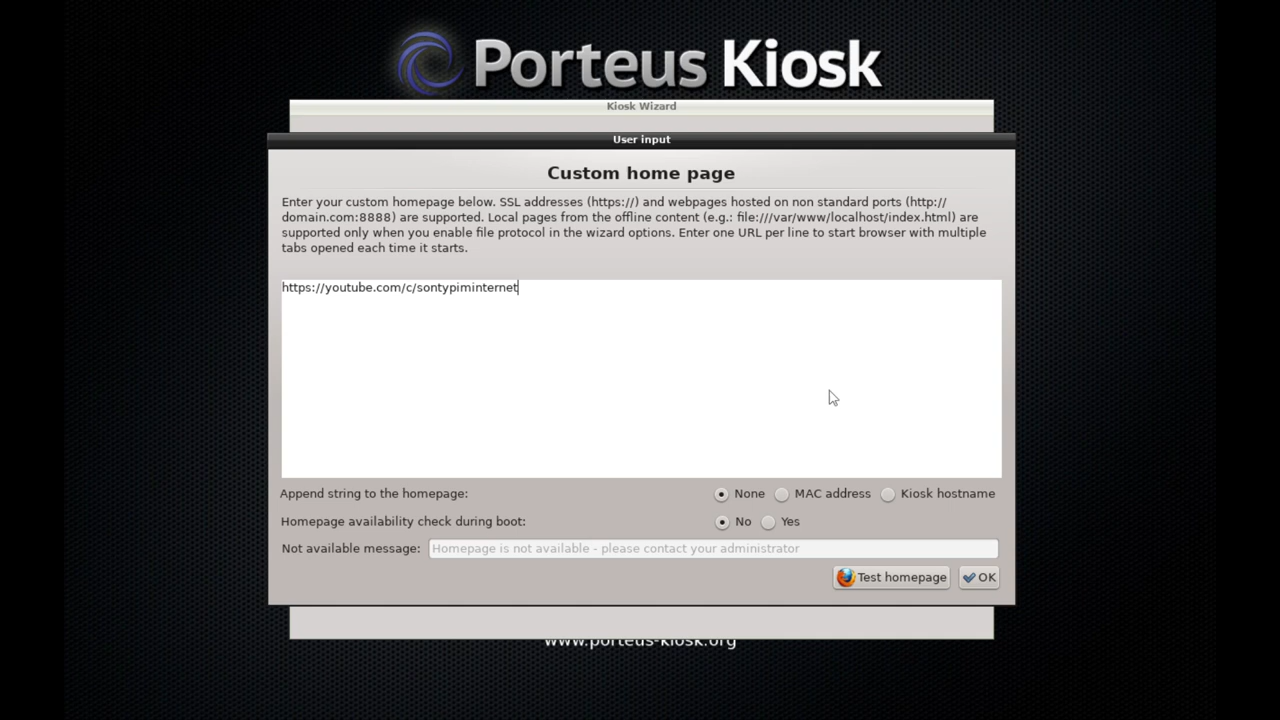 Porteus Kiosk
Kiosk Wizard
User input
Custom home page
Enter your custom homepage below. SSL addresses (https://) and webpages hosted on non standard ports (http://
domain.com:8888) are supported. Local pages from the offline content (e.g.: file:///var/www/localhost/index.html) are
supported only when you enable file protocol in the wizard options. Enter one URL per line to start browser with multiple
tabs opened each time it starts.
https://youtube.com/c/sontypiminternet
Append string to the homepage: None MAC address Kiosk hostname
Homepage availability check during boot: No Yes
Not available message: Homepage is not available - please contact your administrator
Test homepage OK
www.porteus-kiosk.org